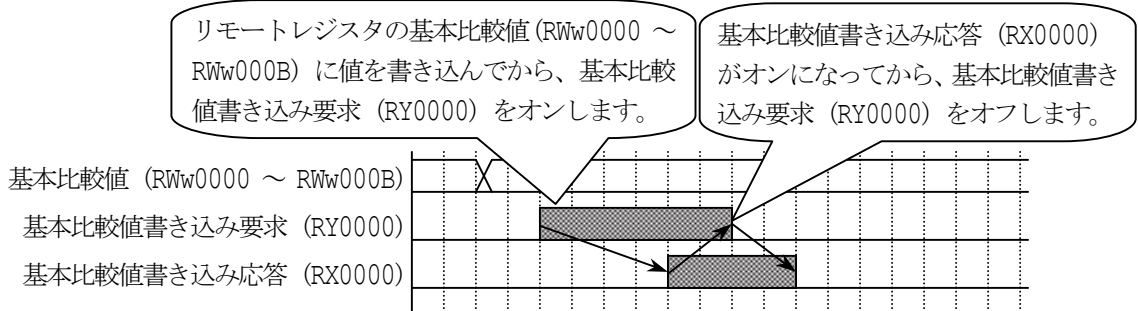 リモートレジスタの基本比較値(RWw0000 ～
RWw000B) に値を書き込んでから、基本比較
値書き込み要求 (RY0000) をオンします。
基本比較値書き込み応答 (RX0000)
がオンになってから、基本比較値書き
込み要求 (RY0000) をオフします。
基本比較値 (RWw0000 ～ RWw000B)
基本比較値書き込み要求 (RY0000)
基本比較値書き込み応答 (RX0000)